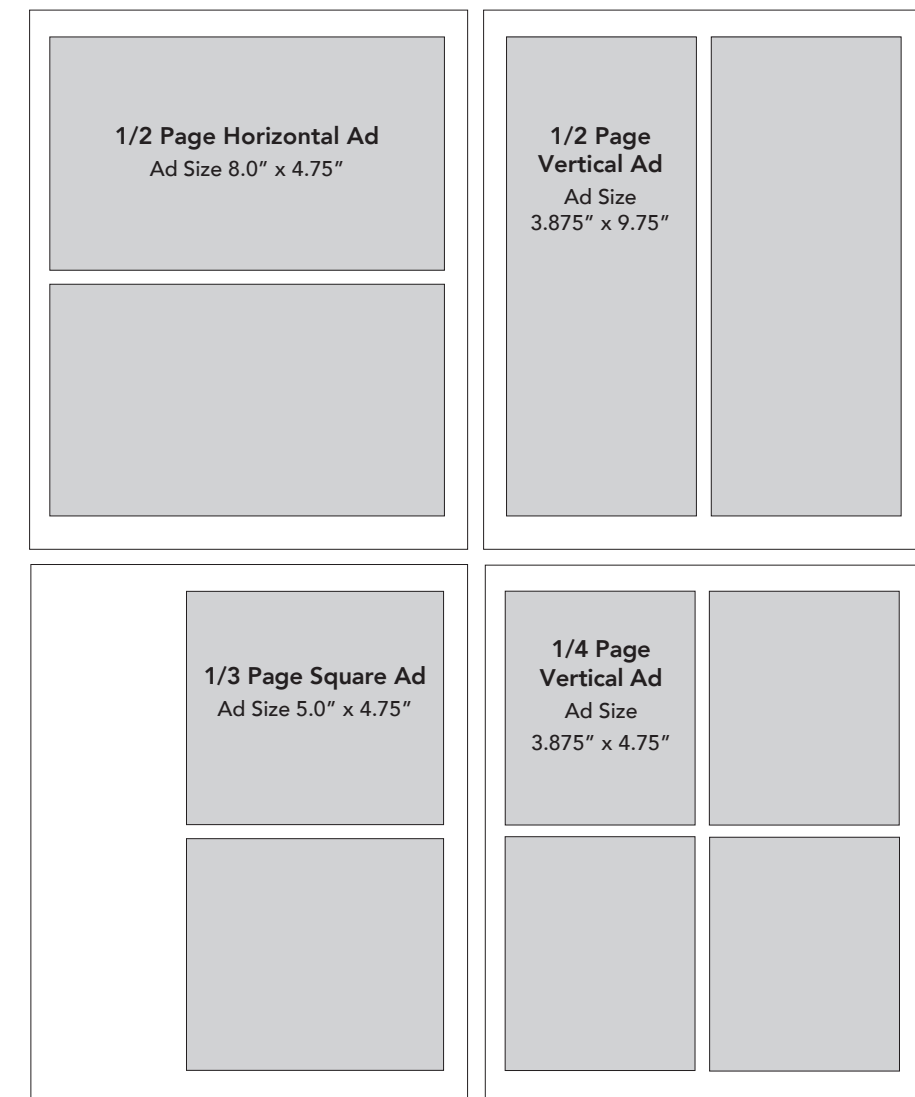 1/2 Page Horizontal Ad
Ad Size 8.0” x 4.75”
1/2 Page
Vertical Ad
Ad Size
3.875” x 9.75”
1/3 Page Square Ad
Ad Size 5.0” x 4.75”
1/4 Page
Vertical Ad
Ad Size
3.875” x 4.75”